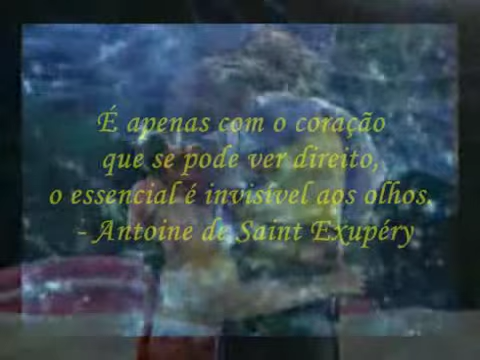 É apenas com o coração
que se pode ver direito,
o essencial é invisível aos olhos.
- Antoine de Saint Exupéry